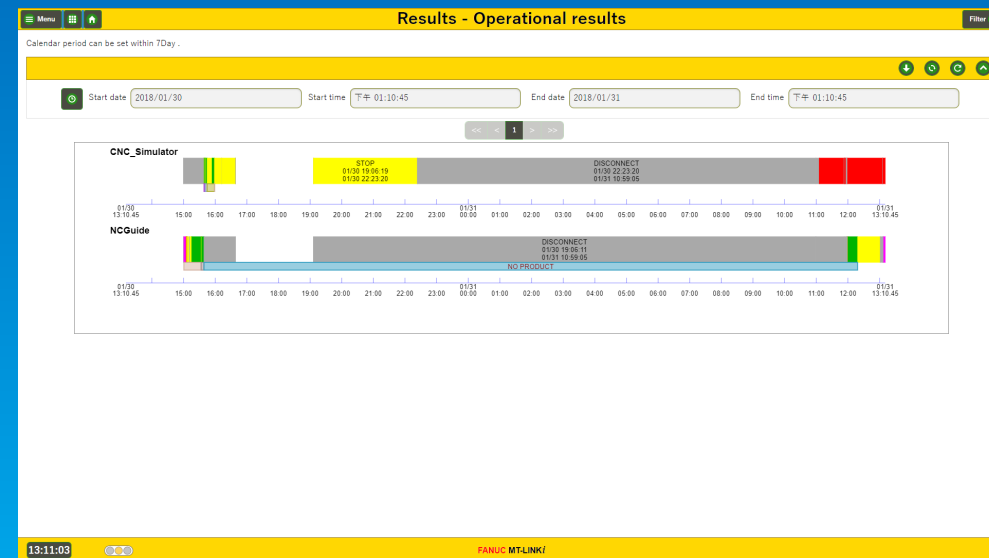 Menu
Results - Operational results
Filter
Calendar period can be set within 7Day .
Start date 2018/01/30 Start time 下午 01:10:45 End date 2018/01/31 End time 下午 01:10:45
<< < 1 > >>
CNC_Simulator
STOP
01/30 19:06:19
01/30 22:23:20
DISCONNECT
01/30 22:23:20
01/31 10:59:05
01/30
13:10:45 15:00 16:00 17:00 18:00 19:00 20:00 21:00 22:00 23:00 01/31
00:00 01:00 02:00 03:00 04:00 05:00 06:00 07:00 08:00 09:00 10:00 11:00 12:00 01/31
13:10:45
NCGuide
DISCONNECT
01/30 19:06:11
01/31 10:59:05
NO PRODUCT
01/30
13:10:45 15:00 16:00 17:00 18:00 19:00 20:00 21:00 22:00 23:00 01/31
00:00 01:00 02:00 03:00 04:00 05:00 06:00 07:00 08:00 09:00 10:00 11:00 12:00 01/31
13:10:45
13:11:03
FANUC MT-LINKi